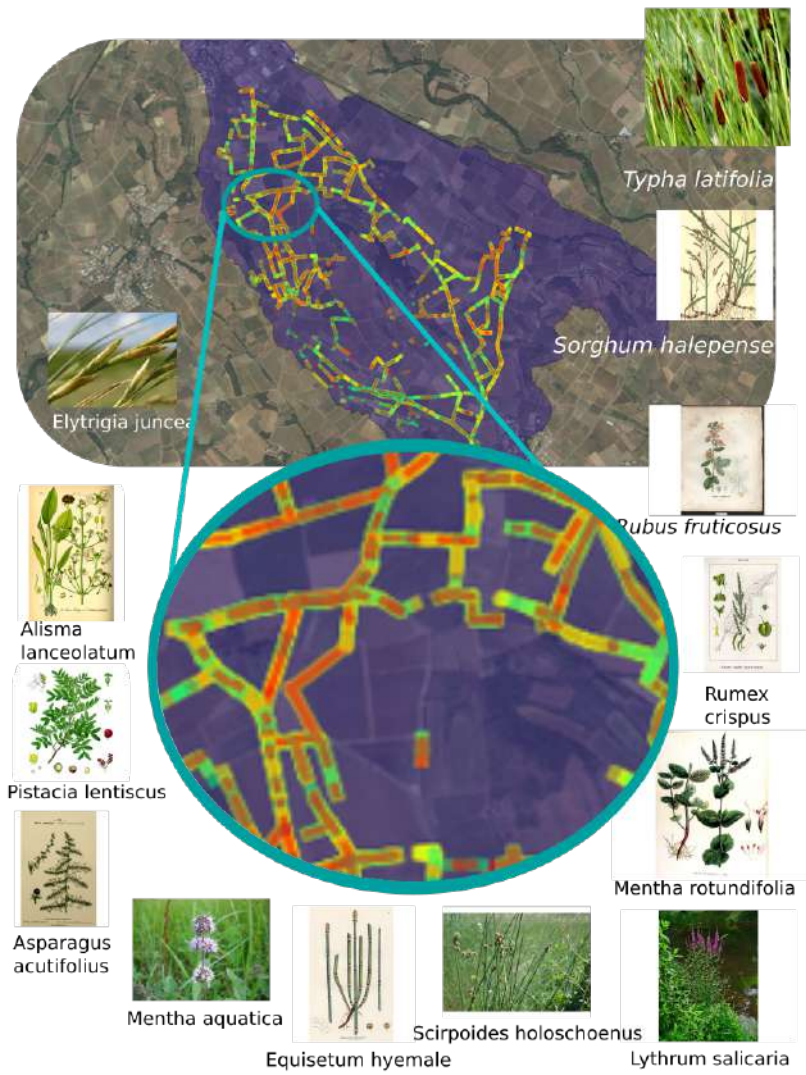 Typha latifolia
Sorghum halepense
Elytrigia juncea
Rubus fruticosus
Alisma
lanceolatum
Rumex
crispus
Pistacia lentiscus
Mentha rotundifolia
Asparagus
acutifolius
Mentha aquatica
Scirpoides holoschoenus
Equisetum hyemale
Lythrum salicaria